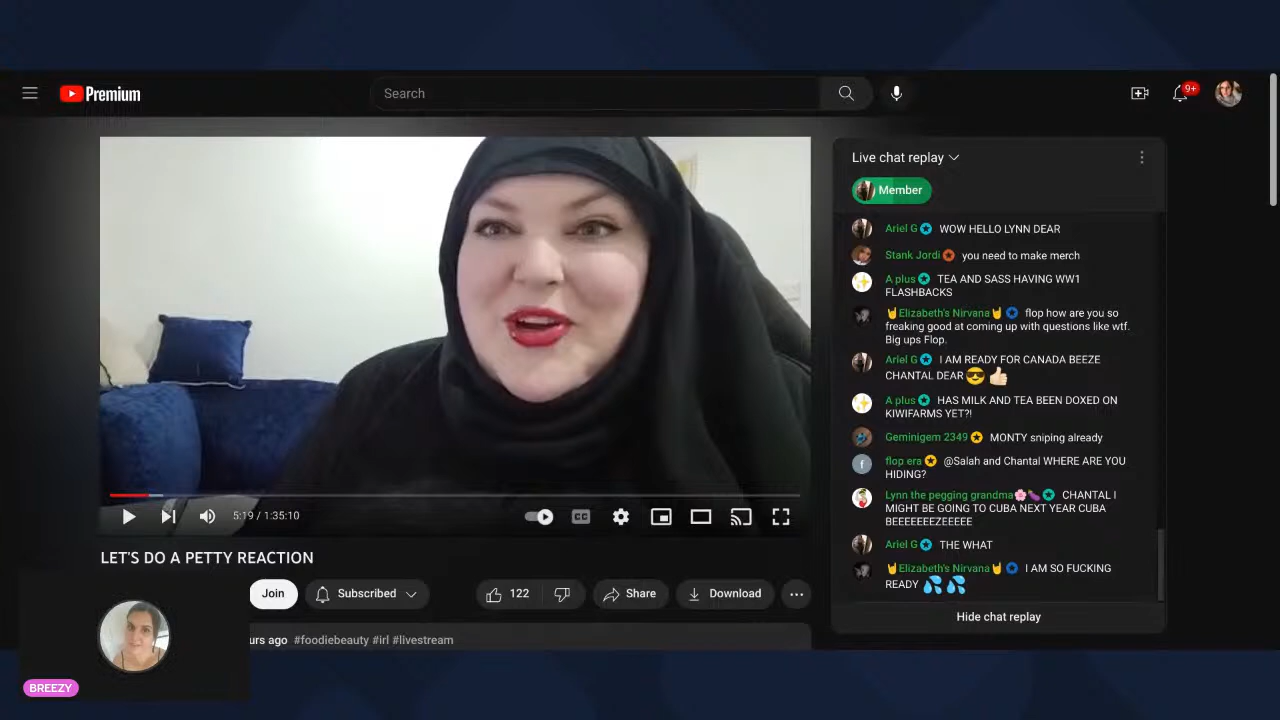 Premium
Search
9+
Live chat replay
Member
Ariel G WOW HELLO LYNN DEAR
Stank Jordi you need to make merch
A plus TEA AND SASS HAVING WW1
FLASHBACKS
🤘Elizabeth's Nirvana🤘 flop how are you so
freaking good at coming up with questions like wtf.
Big ups Flop.
Ariel G I AM READY FOR CANADA BEEZE
CHANTAL DEAR 😎 👍
A plus HAS MILK AND TEA BEEN DOXED ON
KIWIFARMS YET?!
Geminigem 2349 MONTY sniping already
f
flop era @Salah and Chantal WHERE ARE YOU
HIDING?
Lynn the pegging grandma🌸🍆 CHANTAL I
MIGHT BE GOING TO CUBA NEXT YEAR CUBA
BEEEEEEEZEEEEE
Ariel G THE WHAT
🤘Elizabeth's Nirvana🤘 I AM SO FUCKING
READY 💦 💦
Hide chat replay
5:19 / 1:35:10
CC
LET'S DO A PETTY REACTION
Join
Subscribed
122
Share
Download
urs ago #foodiebeauty #irl #livestream
BREEZY